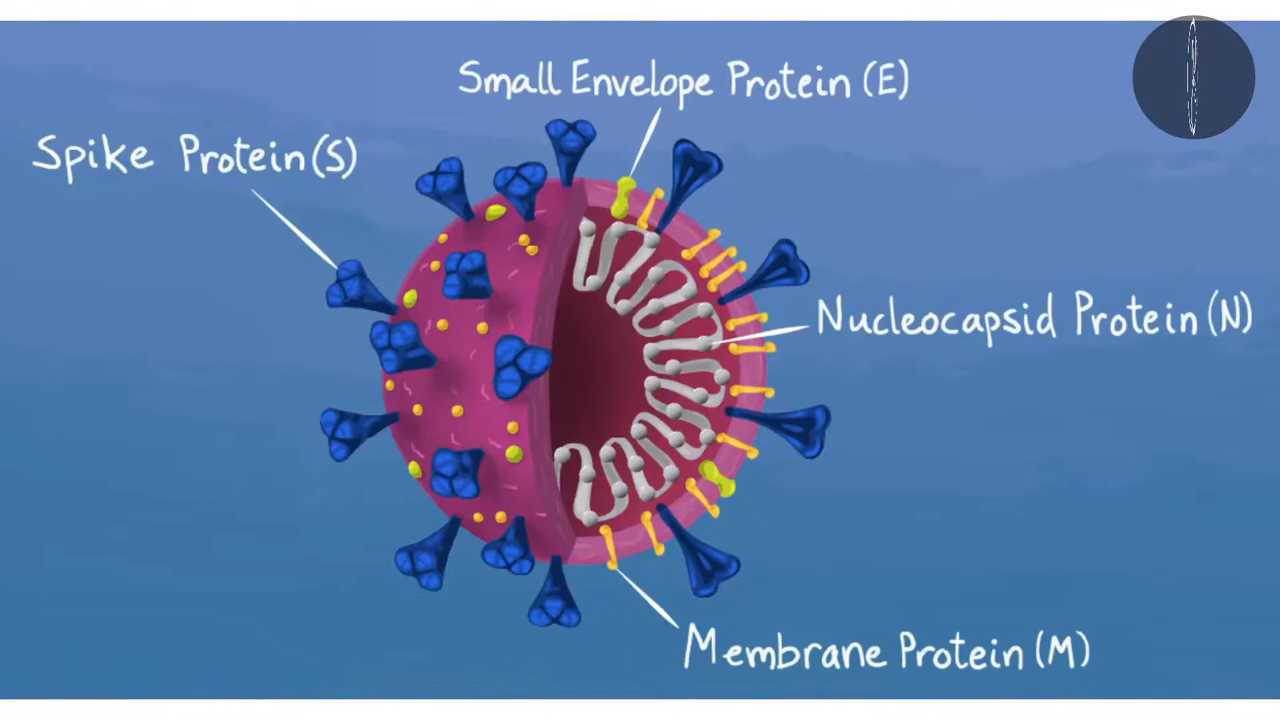 Small Envelope Protein (E)
Spike Protein (S)
Nucleocapsid Protein (N)
Membrane Protein (M)